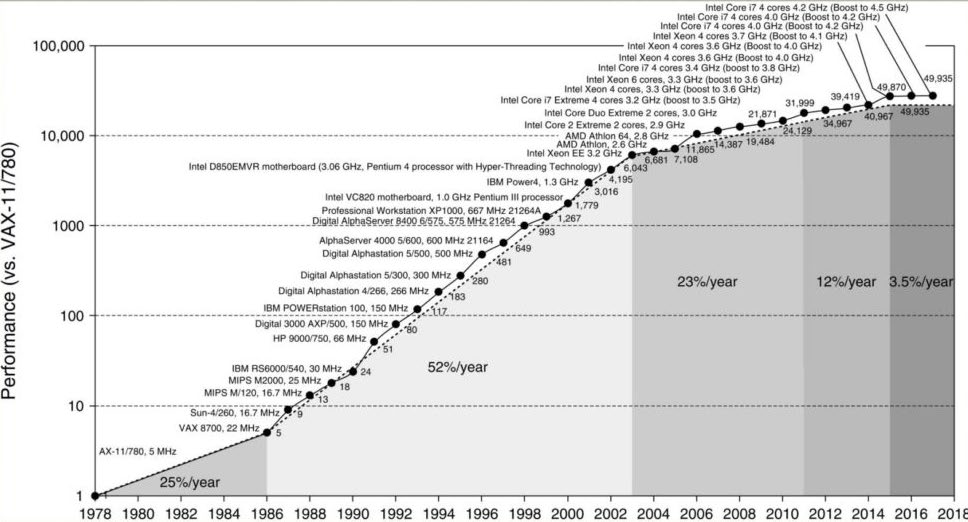 Intel Core i7 4 cores 4.2 GHz (Boost to 4.5 GHz)
Intel Core i7 4 cores 4.0 GHz (Boost to 4.2 GHz)
Intel Core i7 4 cores 4.0 GHz (Boost to 4.2 GHz)
Intel Xeon 4 cores 3.7 GHz (Boost to 4.1 GHz)
Intel Xeon 4 cores 3.6 GHz (Boost to 4.0 GHz)
Intel Xeon 4 cores 3.6 GHz (Boost to 4.0 GHz)
Intel Core i7 4 cores 3.4 GHz (boost to 3.8 GHz)
Intel Xeon 6 cores, 3.3 GHz (boost to 3.6 GHz)
Intel Xeon 4 cores, 3.3 GHz (boost to 3.6 GHz)
Intel Core i7 Extreme 4 cores 3.2 GHz (boost to 3.5 GHz)
Intel Core Duo Extreme 2 cores, 3.0 GHz
Intel Core 2 Extreme 2 cores, 2.9 GHz
AMD Athlon 64, 2.8 GHz
AMD Athlon, 2.6 GHz
Intel Xeon EE 3.2 GHz
Intel D850EMVR motherboard (3.06 GHz, Pentium 4 processor with Hyper-Threading Technology)
IBM Power4, 1.3 GHz
Intel VC820 motherboard, 1.0 GHz Pentium III processor
Professional Workstation XP1000, 667 MHz 21264A
Digital AlphaServer 8400 6/575, 575 MHz 21264
AlphaServer 4000 5/600, 600 MHz 21164
Digital Alphastation 5/500, 500 MHz
Digital Alphastation 5/300, 300 MHz
Digital Alphastation 4/266, 266 MHz
IBM POWERstation 100, 150 MHz
Digital 3000 AXP/500, 150 MHz
HP 9000/750, 66 MHz
IBM RS6000/540, 30 MHz
MIPS M2000, 25 MHz
MIPS M/120, 16.7 MHz
Sun-4/260, 16.7 MHz
VAX 8700, 22 MHz
AX-11/780, 5 MHz
5
9
13
18
24
51
80
117
183
280
481
649
993
1,267
1,779
3,016
4,195
6,043
6,681
7,108
11,865
14,387
19,484
21,871
24,129
31,999
34,967
39,419
40,967
49,870
49,935
49,935
25%/year
52%/year
23%/year
12%/year
3.5%/year
Performance (vs. VAX-11/780)
100,000
10,000
1000
100
10
1
1978 1980 1982 1984 1986 1988 1990 1992 1994 1996 1998 2000 2002 2004 2006 2008 2010 2012 2014 2016 2018